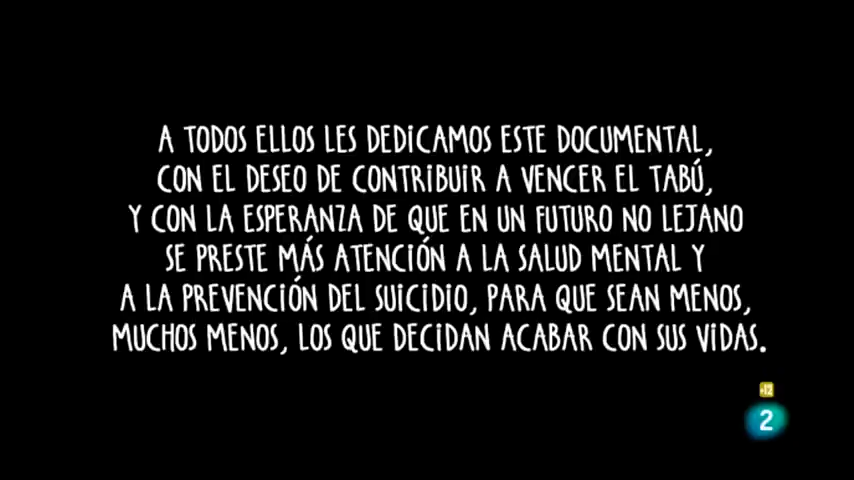 A TODOS ELLOS LES DEDICAMOS ESTE DOCUMENTAL,
CON EL DESEO DE CONTRIBUIR A VENCER EL TABÚ,
Y CON LA ESPERANZA DE QUE EN UN FUTURO NO LEJANO
SE PRESTE MÁS ATENCIÓN A LA SALUD MENTAL Y
A LA PREVENCIÓN DEL SUICIDIO, PARA QUE SEAN MENOS,
MUCHOS MENOS, LOS QUE DECIDAN ACABAR CON SUS VIDAS.
+12
2